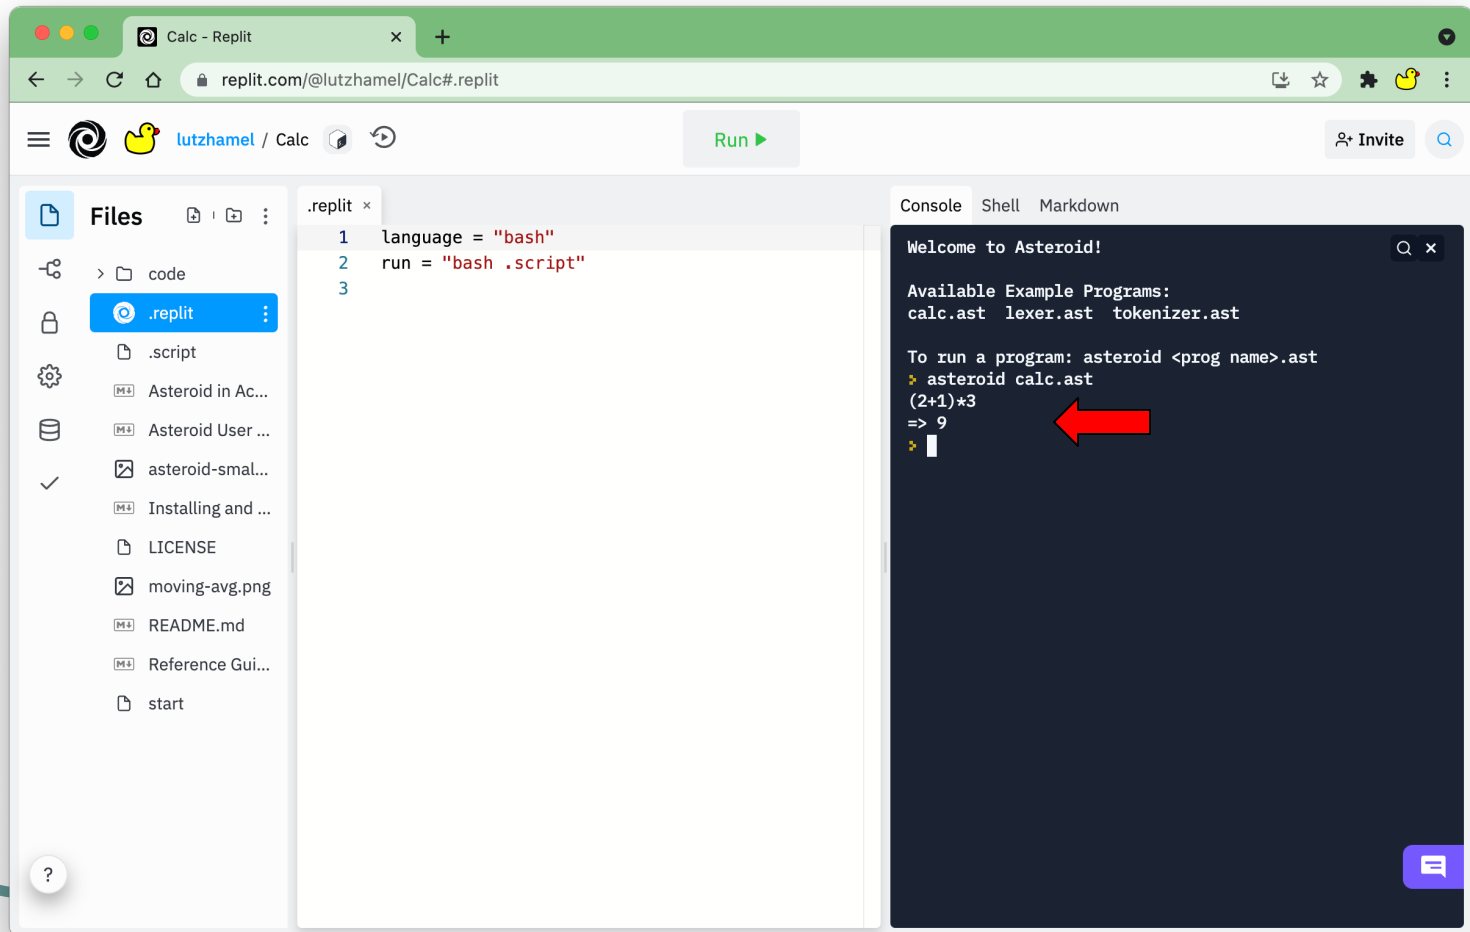 Calc - Replit
replit.com/@lutzhamel/Calc#.replit
lutzhamel / Calc
Run
Invite
Files
code
.replit
.script
Asteroid in Ac...
Asteroid User ...
asteroid-smal...
Installing and ...
LICENSE
moving-avg.png
README.md
Reference Gui...
start
?
.replit
1 language = "bash"
2 run = "bash .script"
3
Console Shell Markdown
Welcome to Asteroid!
Available Example Programs:
calc.ast lexer.ast tokenizer.ast
To run a program: asteroid <prog name>.ast
> asteroid calc.ast
(2+1)*3
=> 9
>